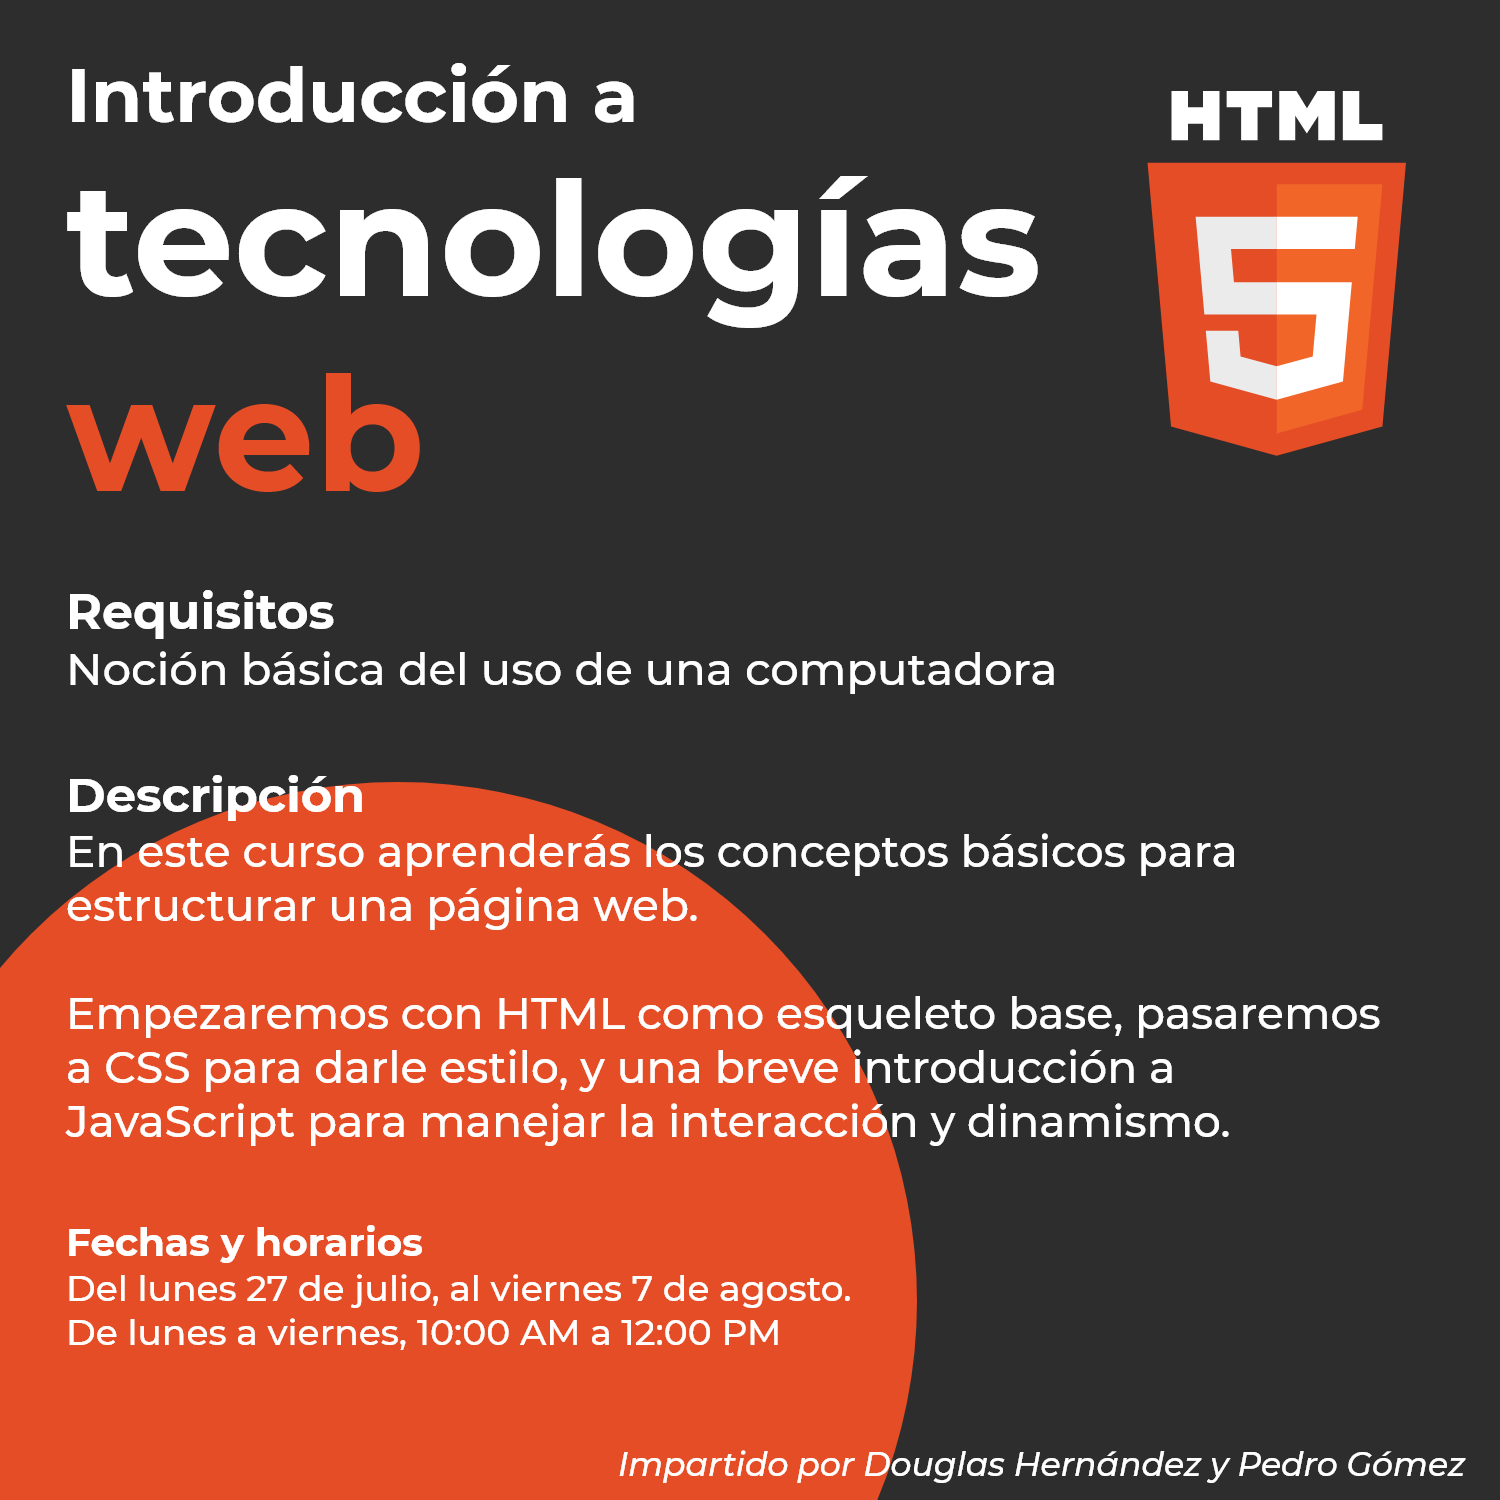 Introducción a
tecnologías
web
HTML
5
Requisitos
Noción básica del uso de una computadora
Descripción
En este curso aprenderás los conceptos básicos para
estructurar una página web.
Empezaremos con HTML como esqueleto base, pasaremos
a CSS para darle estilo, y una breve introducción a
JavaScript para manejar la interacción y dinamismo.
Fechas y horarios
Del lunes 27 de julio, al viernes 7 de agosto.
De lunes a viernes, 10:00 AM a 12:00 PM
Impartido por Douglas Hernández y Pedro Gómez